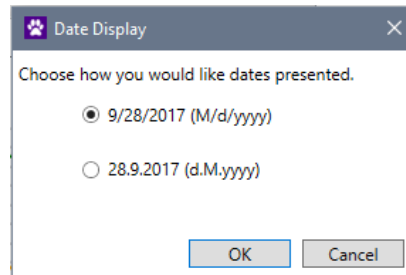 Date Display
Choose how you would like dates presented.
9/28/2017 (M/d/yyyy)
28.9.2017 (d.M.yyyy)
OK Cancel